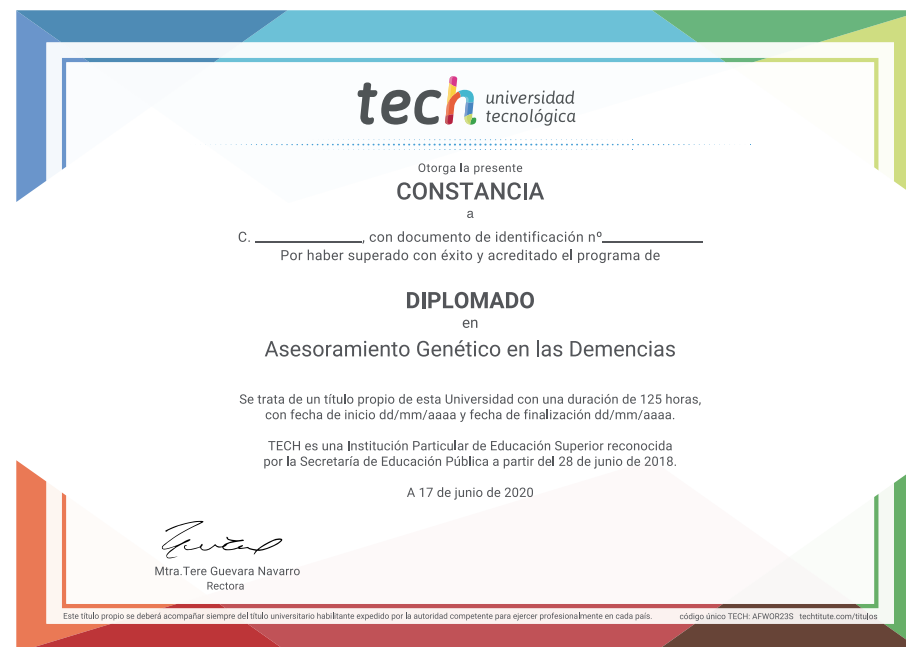 tech universidad
tecnológica
Otorga la presente
CONSTANCIA
a
C. ____________, con documento de identificación nº____________
Por haber superado con éxito y acreditado el programa de
DIPLOMADO
en
Asesoramiento Genético en las Demencias
Se trata de un título propio de esta Universidad con una duración de 125 horas,
con fecha de inicio dd/mm/aaaa y fecha de finalización dd/mm/aaaa.
TECH es una Institución Particular de Educación Superior reconocida
por la Secretaría de Educación Pública a partir del 28 de junio de 2018.
A 17 de junio de 2020
Mtra.Tere Guevara Navarro
Rectora
Este título propio se deberá acompañar siempre del título universitario habilitante expedido por la autoridad competente para ejercer profesionalmente en cada país. código único TECH: AFWOR23S techtitute.com/titulos